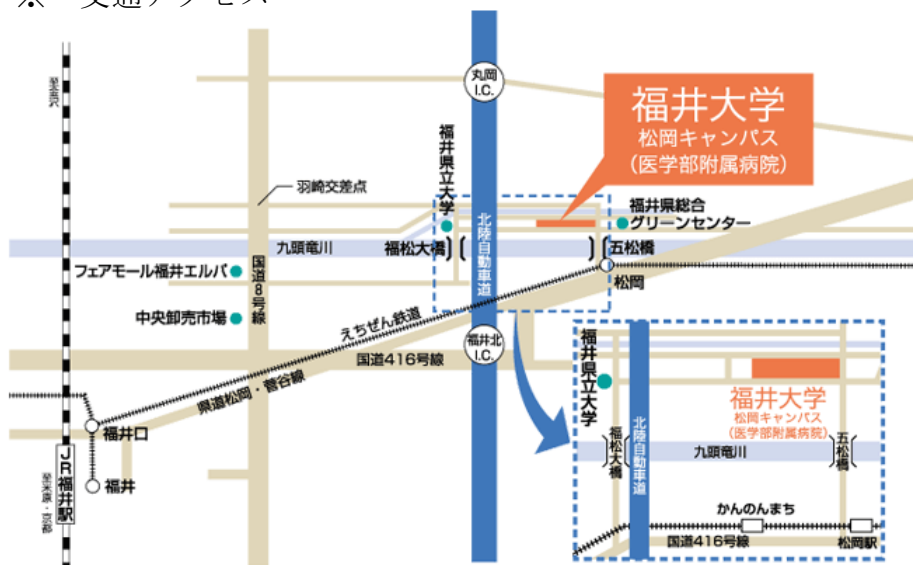 ※ 交通アクセス
至金沢
丸岡
I.C.
福井大学
松岡キャンパス
(医学部附属病院)
福井県立大学
羽崎交差点
福井県総合
グリーンセンター
九頭竜川
福松大橋
北陸自動車道
五松橋
フェアモール福井エルパ
国道8号線
松岡
中央卸売市場
えちぜん鉄道
福井北
I.C.
国道416号線
県道松岡・菅谷線
福井口
JR福井駅
福井
至米原・京都
福井県立大学
福井大学
松岡キャンパス
(医学部附属病院)
北陸自動車道
福松大橋
九頭竜川
五松橋
かんのんまち
国道416号線
松岡駅